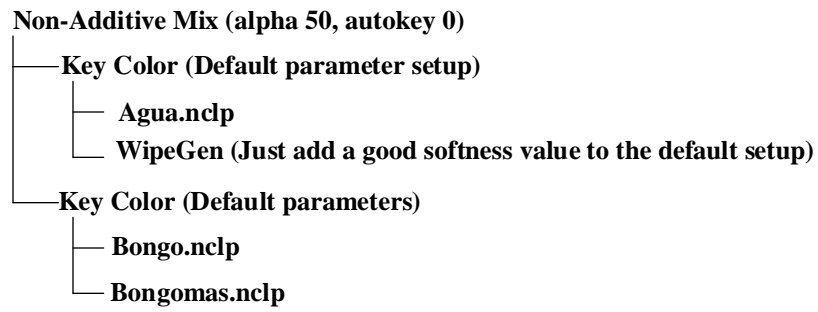 Non-Additive Mix (alpha 50, autokey 0)
Key Color (Default parameter setup)
Agua.nclp
WipeGen (Just add a good softness value to the default setup)
Key Color (Default parameters)
Bongo.nclp
Bongomas.nclp